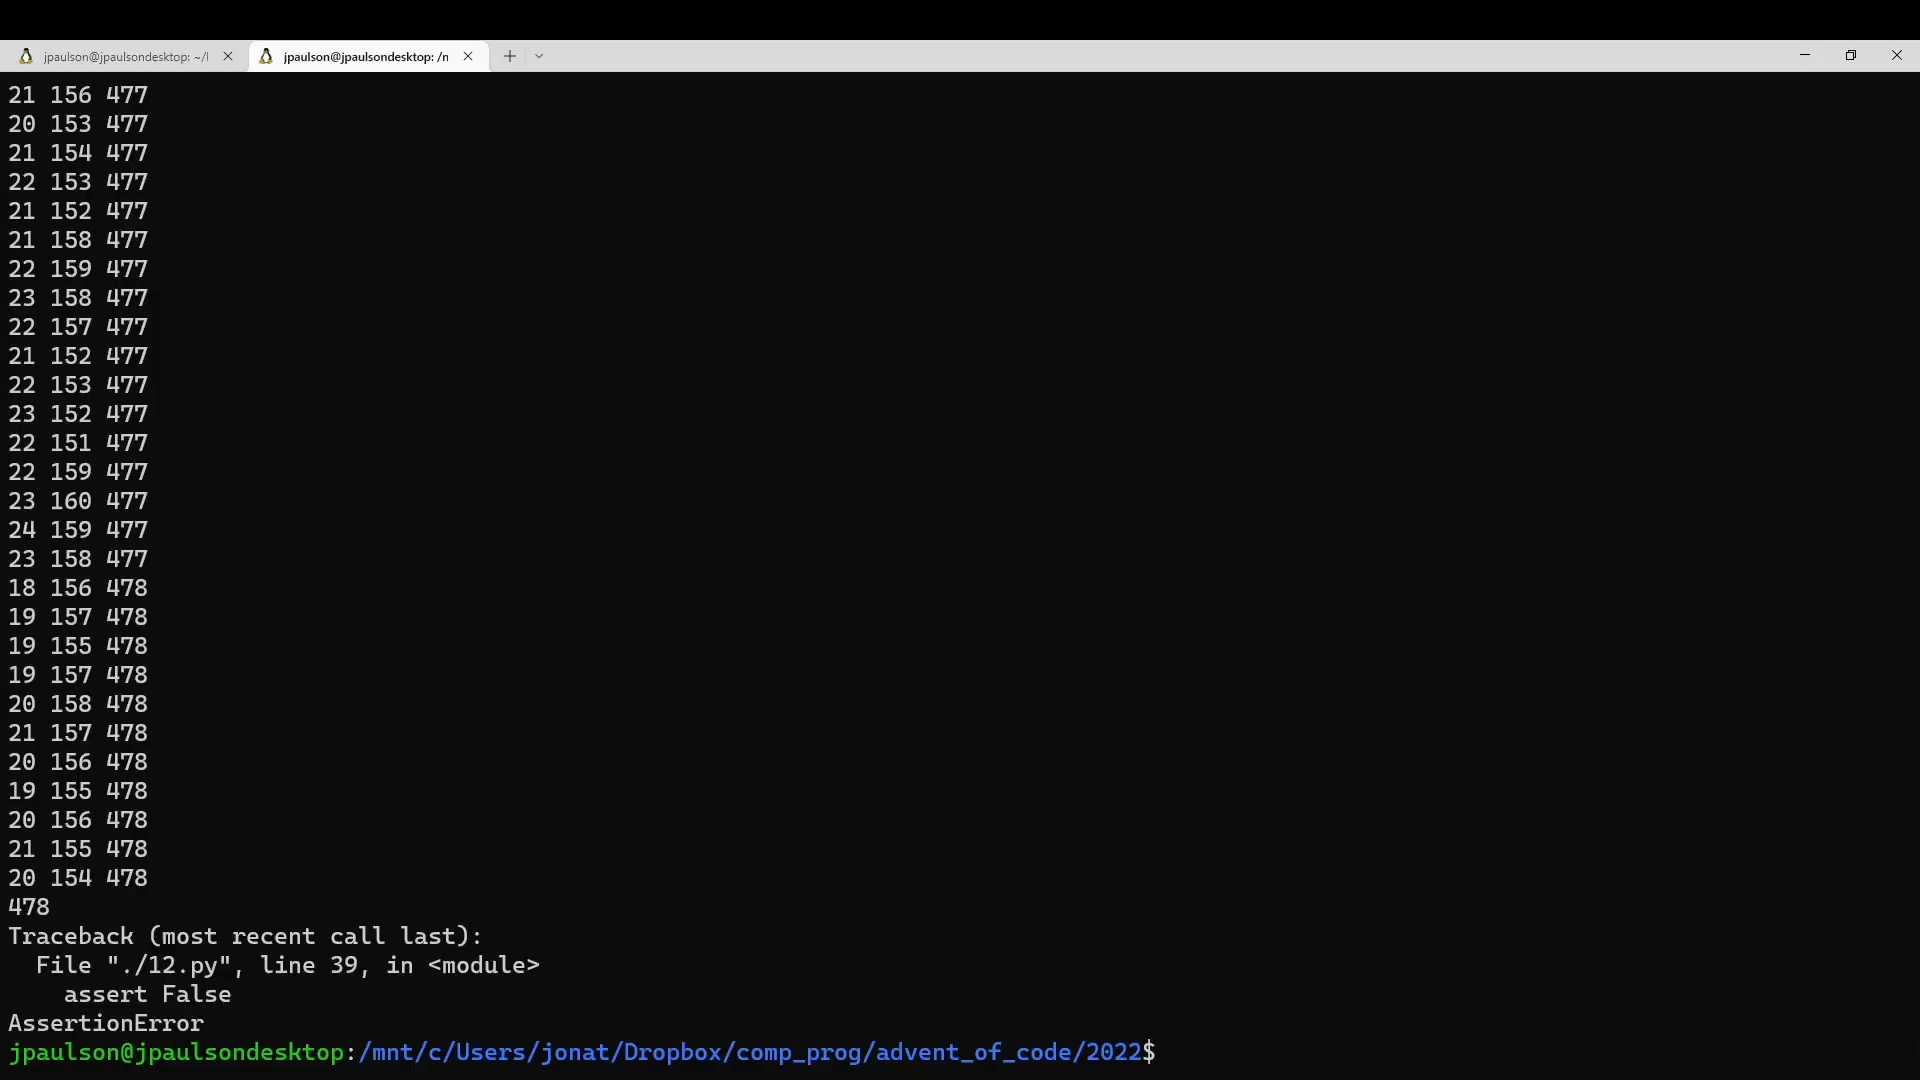 jpaulson@jpaulsondesktop: ~/l
jpaulson@jpaulsondesktop: /n
21 156 477
20 153 477
21 154 477
22 153 477
21 152 477
21 158 477
22 159 477
23 158 477
22 157 477
21 152 477
22 153 477
23 152 477
22 151 477
22 159 477
23 160 477
24 159 477
23 158 477
18 156 478
19 157 478
19 155 478
19 157 478
20 158 478
21 157 478
20 156 478
19 155 478
20 156 478
21 155 478
20 154 478
478
Traceback (most recent call last):
  File "./12.py", line 39, in <module>
    assert False
AssertionError
jpaulson@jpaulsondesktop:/mnt/c/Users/jonat/Dropbox/comp_prog/advent_of_code/2022$